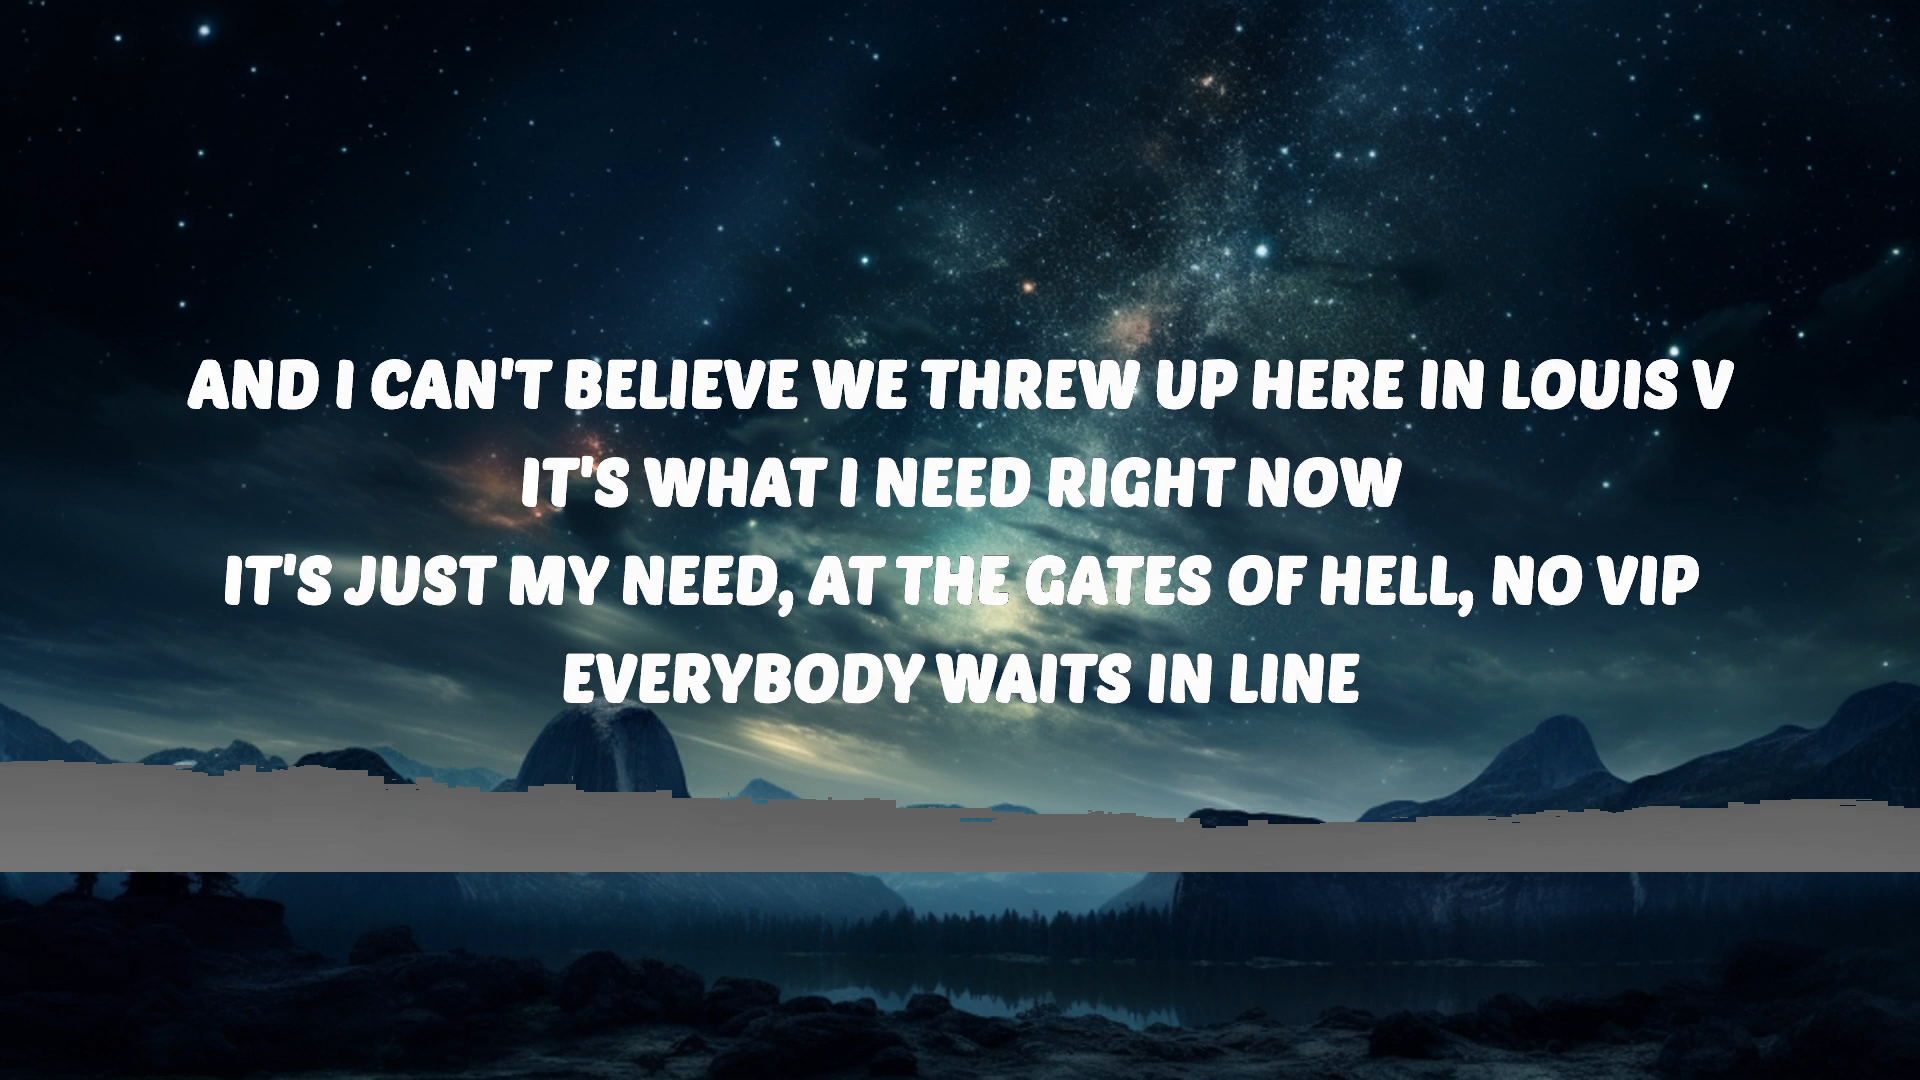 AND I CAN'T BELIEVE WE THREW UP HERE IN LOUIS V
IT'S WHAT I NEED RIGHT NOW
IT'S JUST MY NEED, AT THE GATES OF HELL, NO VIP
EVERYBODY WAITS IN LINE